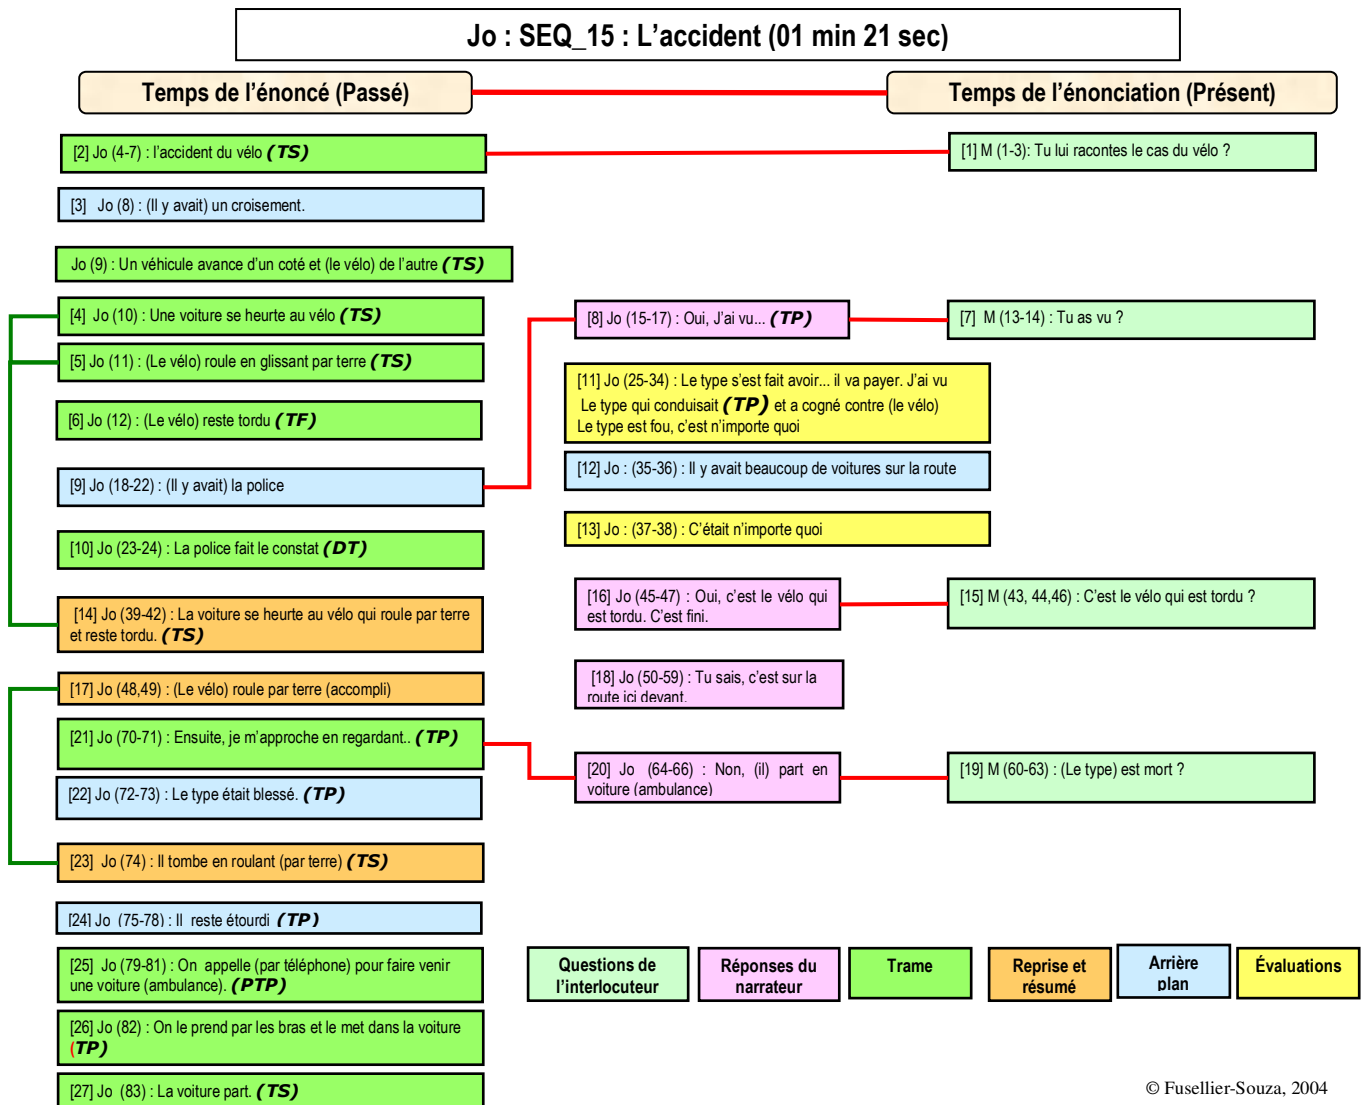 Jo : SEQ_15 : L'accident (01 min 21 sec)
Temps de l'énoncé (Passé)
Temps de l'énonciation (Présent)
[2] Jo (4-7) : l'accident du vélo (TS)
[1] M (1-3): Tu lui racontes le cas du vélo ?
[3] Jo (8) : (Il y avait) un croisement.
Jo (9) : Un véhicule avance d'un coté et (le vélo) de l'autre (TS)
[4] Jo (10) : Une voiture se heurte au vélo (TS)
[8] Jo (15-17) : Oui, J'ai vu... (TP)
[7] M (13-14) : Tu as vu ?
[5] Jo (11) : (Le vélo) roule en glissant par terre (TS)
[11] Jo (25-34) : Le type s'est fait avoir... il va payer. J'ai vu
Le type qui conduisait (TP) et a cogné contre (le vélo)
Le type est fou, c'est n'importe quoi
[6] Jo (12) : (Le vélo) reste tordu (TF)
[12] Jo : (35-36) : Il y avait beaucoup de voitures sur la route
[9] Jo (18-22) : (Il y avait) la police
[13] Jo : (37-38) : C'était n'importe quoi
[10] Jo (23-24) : La police fait le constat (DT)
[14] Jo (39-42) : La voiture se heurte au vélo qui roule par terre
et reste tordu. (TS)
[16] Jo (45-47) : Oui, c'est le vélo qui
est tordu. C'est fini.
[15] M (43, 44,46) : C'est le vélo qui est tordu ?
[17] Jo (48,49) : (Le vélo) roule par terre (accompli)
[18] Jo (50-59) : Tu sais, c'est sur la
route ici devant.
[21] Jo (70-71) : Ensuite, je m'approche en regardant.. (TP)
[20] Jo (64-66) : Non, (il) part en
voiture (ambulance)
[19] M (60-63) : (Le type) est mort ?
[22] Jo (72-73) : Le type était blessé. (TP)
[23] Jo (74) : Il tombe en roulant (par terre) (TS)
[24] Jo (75-78) : Il reste étourdi (TP)
[25] Jo (79-81) : On appelle (par téléphone) pour faire venir
une voiture (ambulance). (PTP)
Questions de
l'interlocuteur
Réponses du
narrateur
Trame
Reprise et
résumé
Arrière
plan
Évaluations
[26] Jo (82) : On le prend par les bras et le met dans la voiture
(TP)
[27] Jo (83) : La voiture part. (TS)
© Fusellier-Souza, 2004